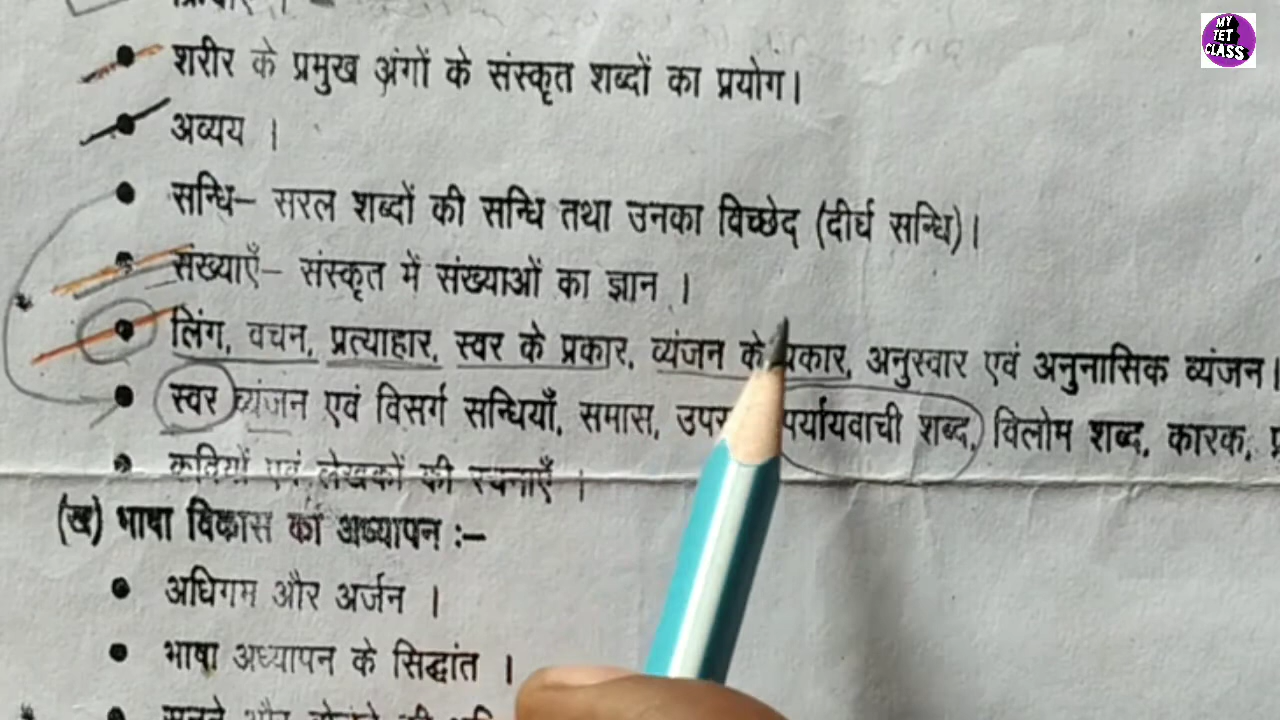 • शरीर के प्रमुख अंगों के संस्कृत शब्दों का प्रयोग।
• अव्यय ।
• सन्धि– सरल शब्दों की सन्धि तथा उनका विच्छेद (दीर्घ सन्धि)।
• संख्याएँ– संस्कृत में संख्याओं का ज्ञान ।
• लिंग, वचन, प्रत्याहार, स्वर के प्रकार, व्यंजन के प्रकार, अनुस्वार एवं अनुनासिक व्यंजन।
• स्वर व्यंजन एवं विसर्ग सन्धियाँ, समास, पर्यायवाची शब्द, विलोम शब्द, कारक,
• कवियों एवं लेखकों की रचनाएँ ।
(ख) भाषा विकास का अध्यापन :–
• अधिगम और अर्जन ।
• भाषा अध्यापन के सिद्धांत ।
MY
TET
CLASS